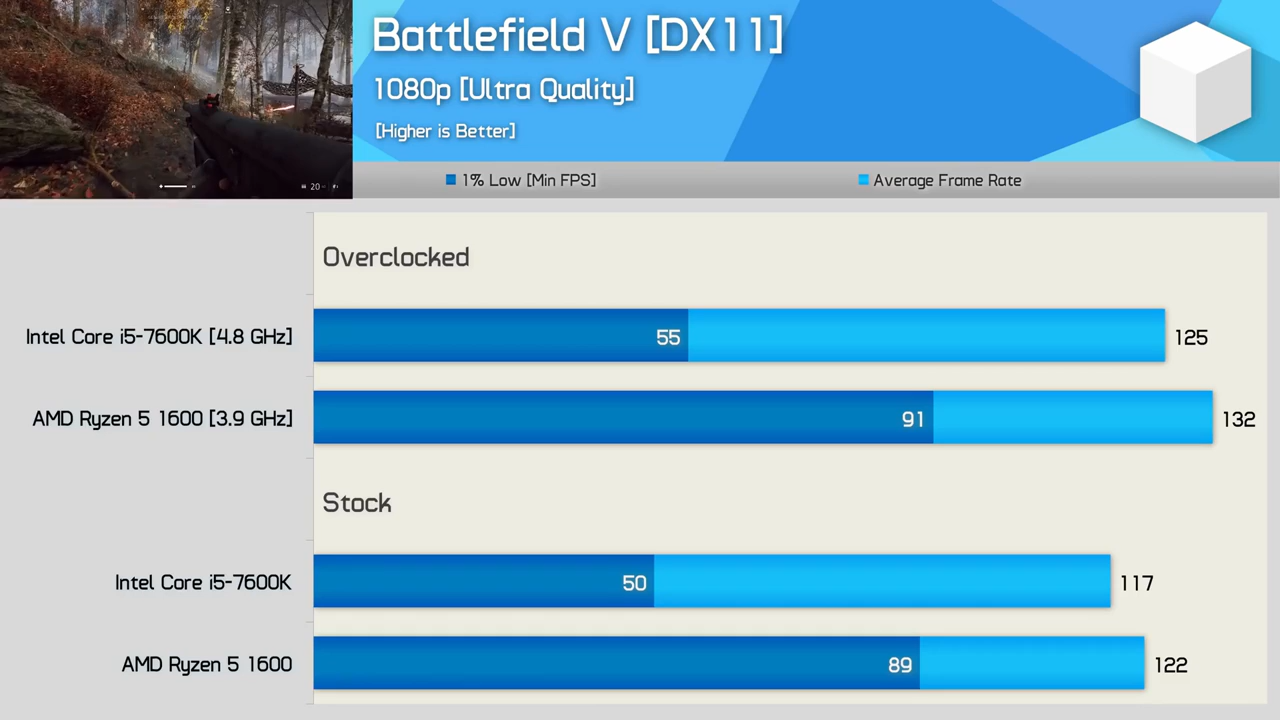 Battlefield V [DX11]
1080p [Ultra Quality]
[Higher is Better]
20
1% Low [Min FPS]
Average Frame Rate
Overclocked
Intel Core i5-7600K [4.8 GHz]
55
125
AMD Ryzen 5 1600 [3.9 GHz]
91
132
Stock
Intel Core i5-7600K
50
117
AMD Ryzen 5 1600
89
122